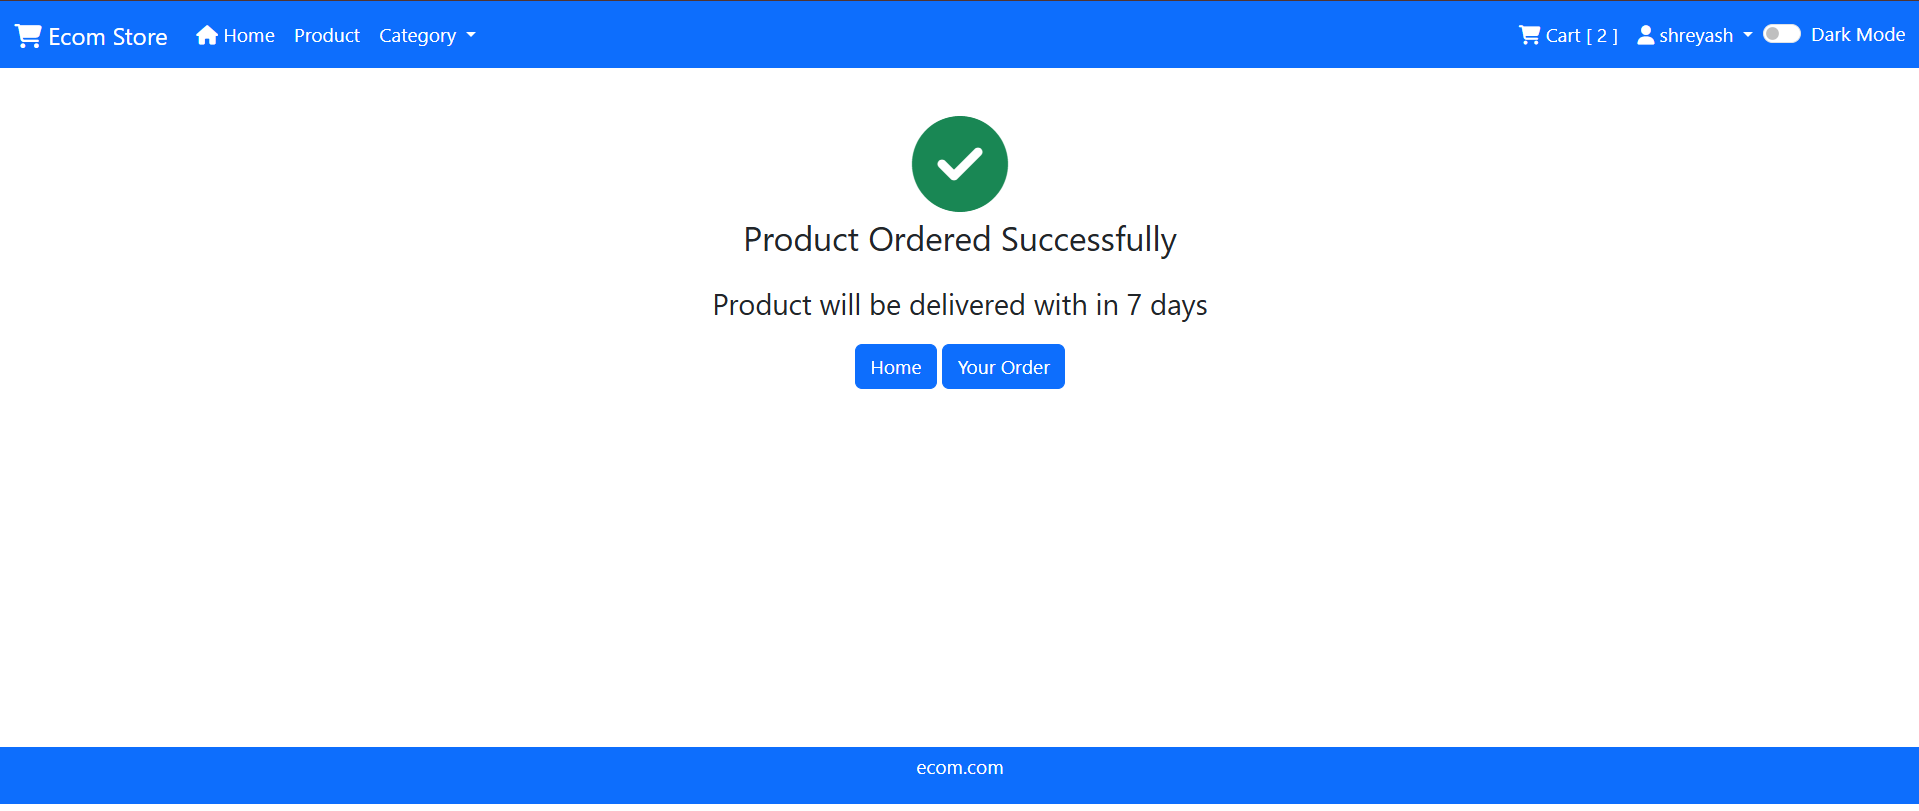 Ecom Store Home Product Category Cart [ 2 ] shreyash Dark Mode
Product Ordered Successfully
Product will be delivered with in 7 days
Home Your Order
ecom.com